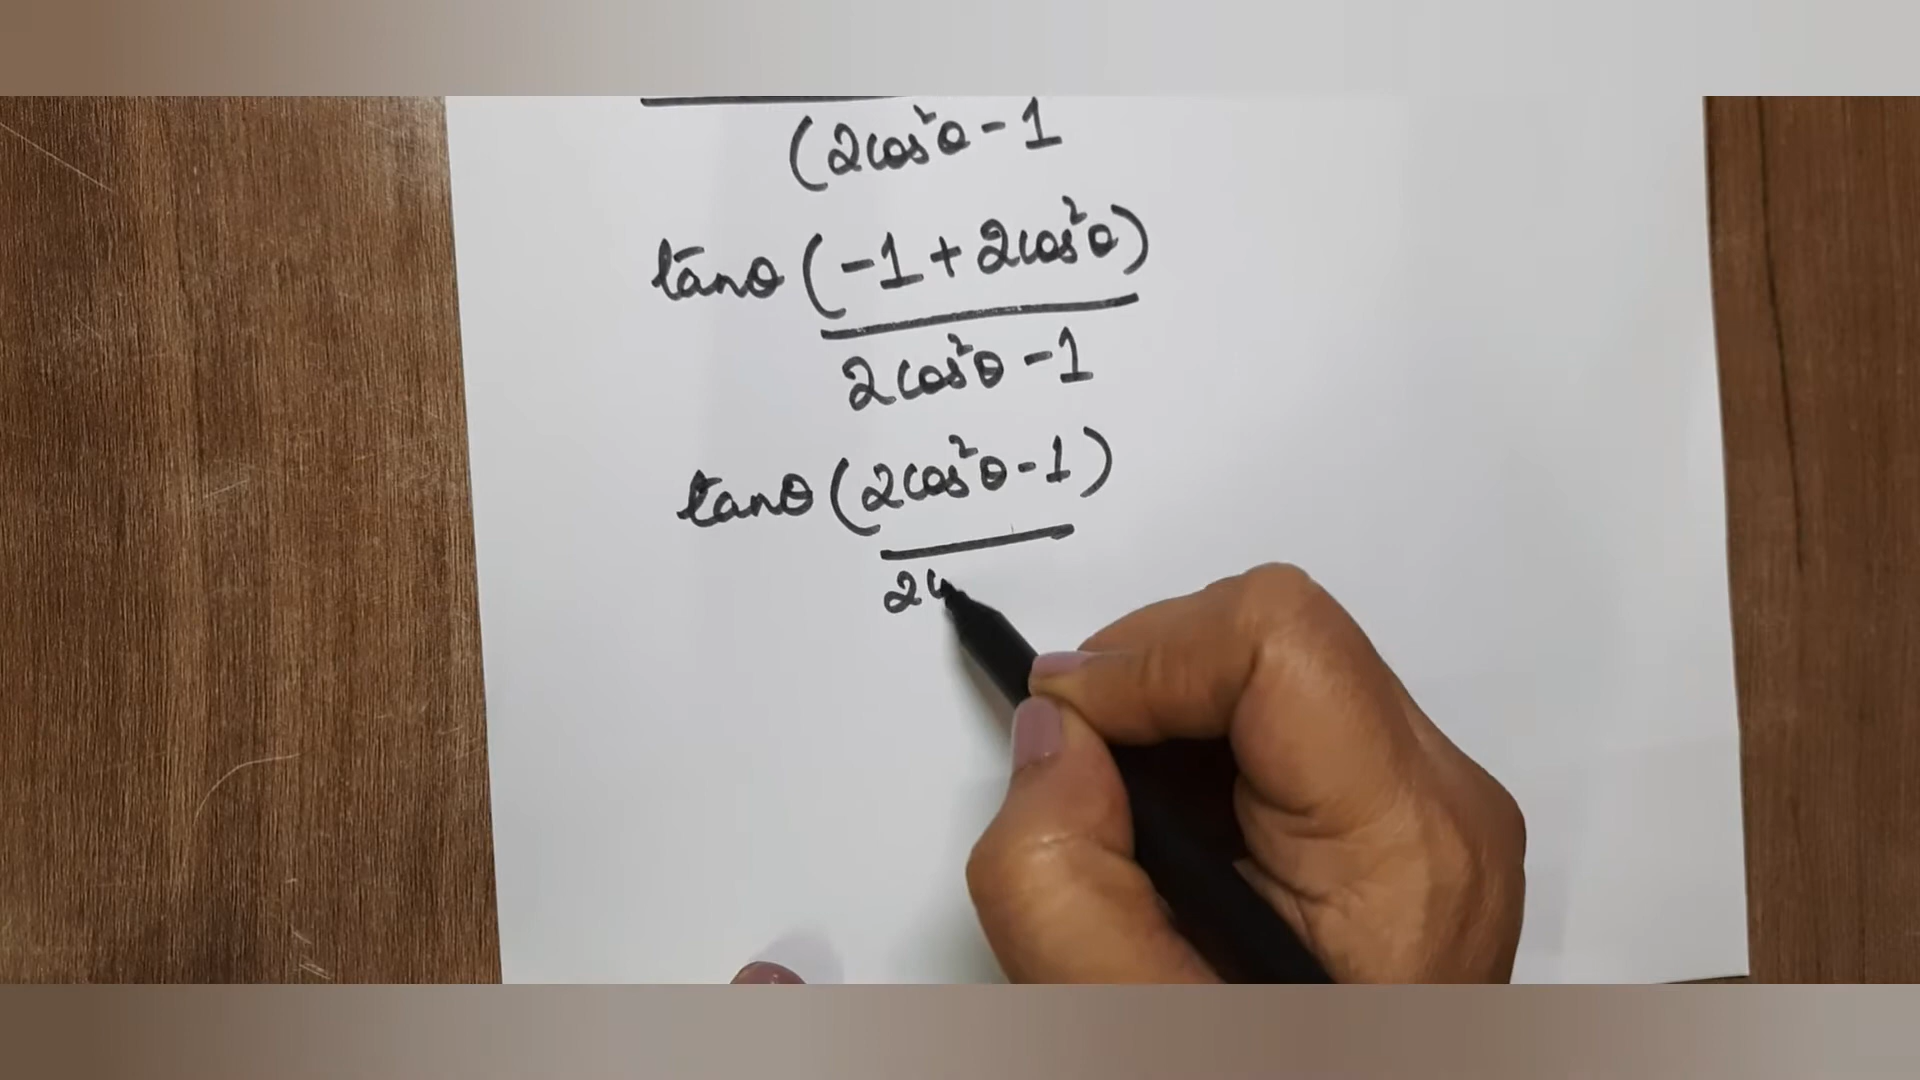 (2cos²θ - 1
tanθ (-1 + 2cos²θ)
2cos²θ - 1
tanθ (2cos²θ - 1)
2